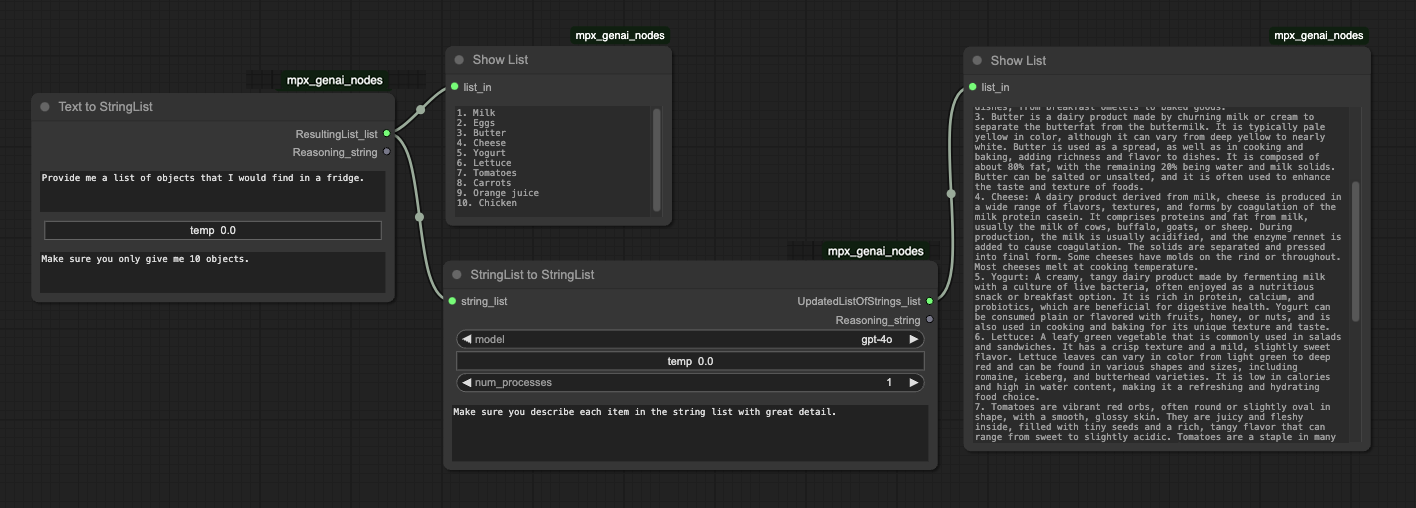 mpx_genai_nodes
Text to StringList
ResultingList_list
Reasoning_string
Provide me a list of objects that I would find in a fridge.
temp 0.0
Make sure you only give me 10 objects.
mpx_genai_nodes
Show List
list_in
1. Milk
2. Eggs
3. Butter
4. Cheese
5. Yogurt
6. Lettuce
7. Tomatoes
8. Carrots
9. Orange juice
10. Chicken
mpx_genai_nodes
StringList to StringList
string_list
UpdatedListOfStrings_list
Reasoning_string
model gpt-4o
temp 0.0
num_processes 1
Make sure you describe each item in the string list with great detail.
mpx_genai_nodes
Show List
list_in
dishes, from breakfast omelets to baked goods.
3. Butter is a dairy product made by churning milk or cream to
separate the butterfat from the buttermilk. It is typically pale
yellow in color, although it can vary from deep yellow to nearly
white. Butter is used as a spread, as well as in cooking and
baking, adding richness and flavor to dishes. It is composed of
about 80% fat, with the remaining 20% being water and milk solids.
Butter can be salted or unsalted, and it is often used to enhance
the taste and texture of foods.
4. Cheese: A dairy product derived from milk, cheese is produced in
a wide range of flavors, textures, and forms by coagulation of the
milk protein casein. It comprises proteins and fat from milk,
usually the milk of cows, buffalo, goats, or sheep. During
production, the milk is usually acidified, and the enzyme rennet is
added to cause coagulation. The solids are separated and pressed
into final form. Some cheeses have molds on the rind or throughout.
Most cheeses melt at cooking temperature.
5. Yogurt: A creamy, tangy dairy product made by fermenting milk
with a culture of live bacteria, often enjoyed as a nutritious
snack or breakfast option. It is rich in protein, calcium, and
probiotics, which are beneficial for digestive health. Yogurt can
be consumed plain or flavored with fruits, honey, or nuts, and is
also used in cooking and baking for its unique texture and taste.
6. Lettuce: A leafy green vegetable that is commonly used in salads
and sandwiches. It has a crisp texture and a mild, slightly sweet
flavor. Lettuce leaves can vary in color from light green to deep
red and can be found in various shapes and sizes, including
romaine, iceberg, and butterhead varieties. It is low in calories
and high in water content, making it a refreshing and hydrating
food choice.
7. Tomatoes are vibrant red orbs, often round or slightly oval in
shape, with a smooth, glossy skin. They are juicy and fleshy
inside, filled with tiny seeds and a rich, tangy flavor that can
range from sweet to slightly acidic. Tomatoes are a staple in many